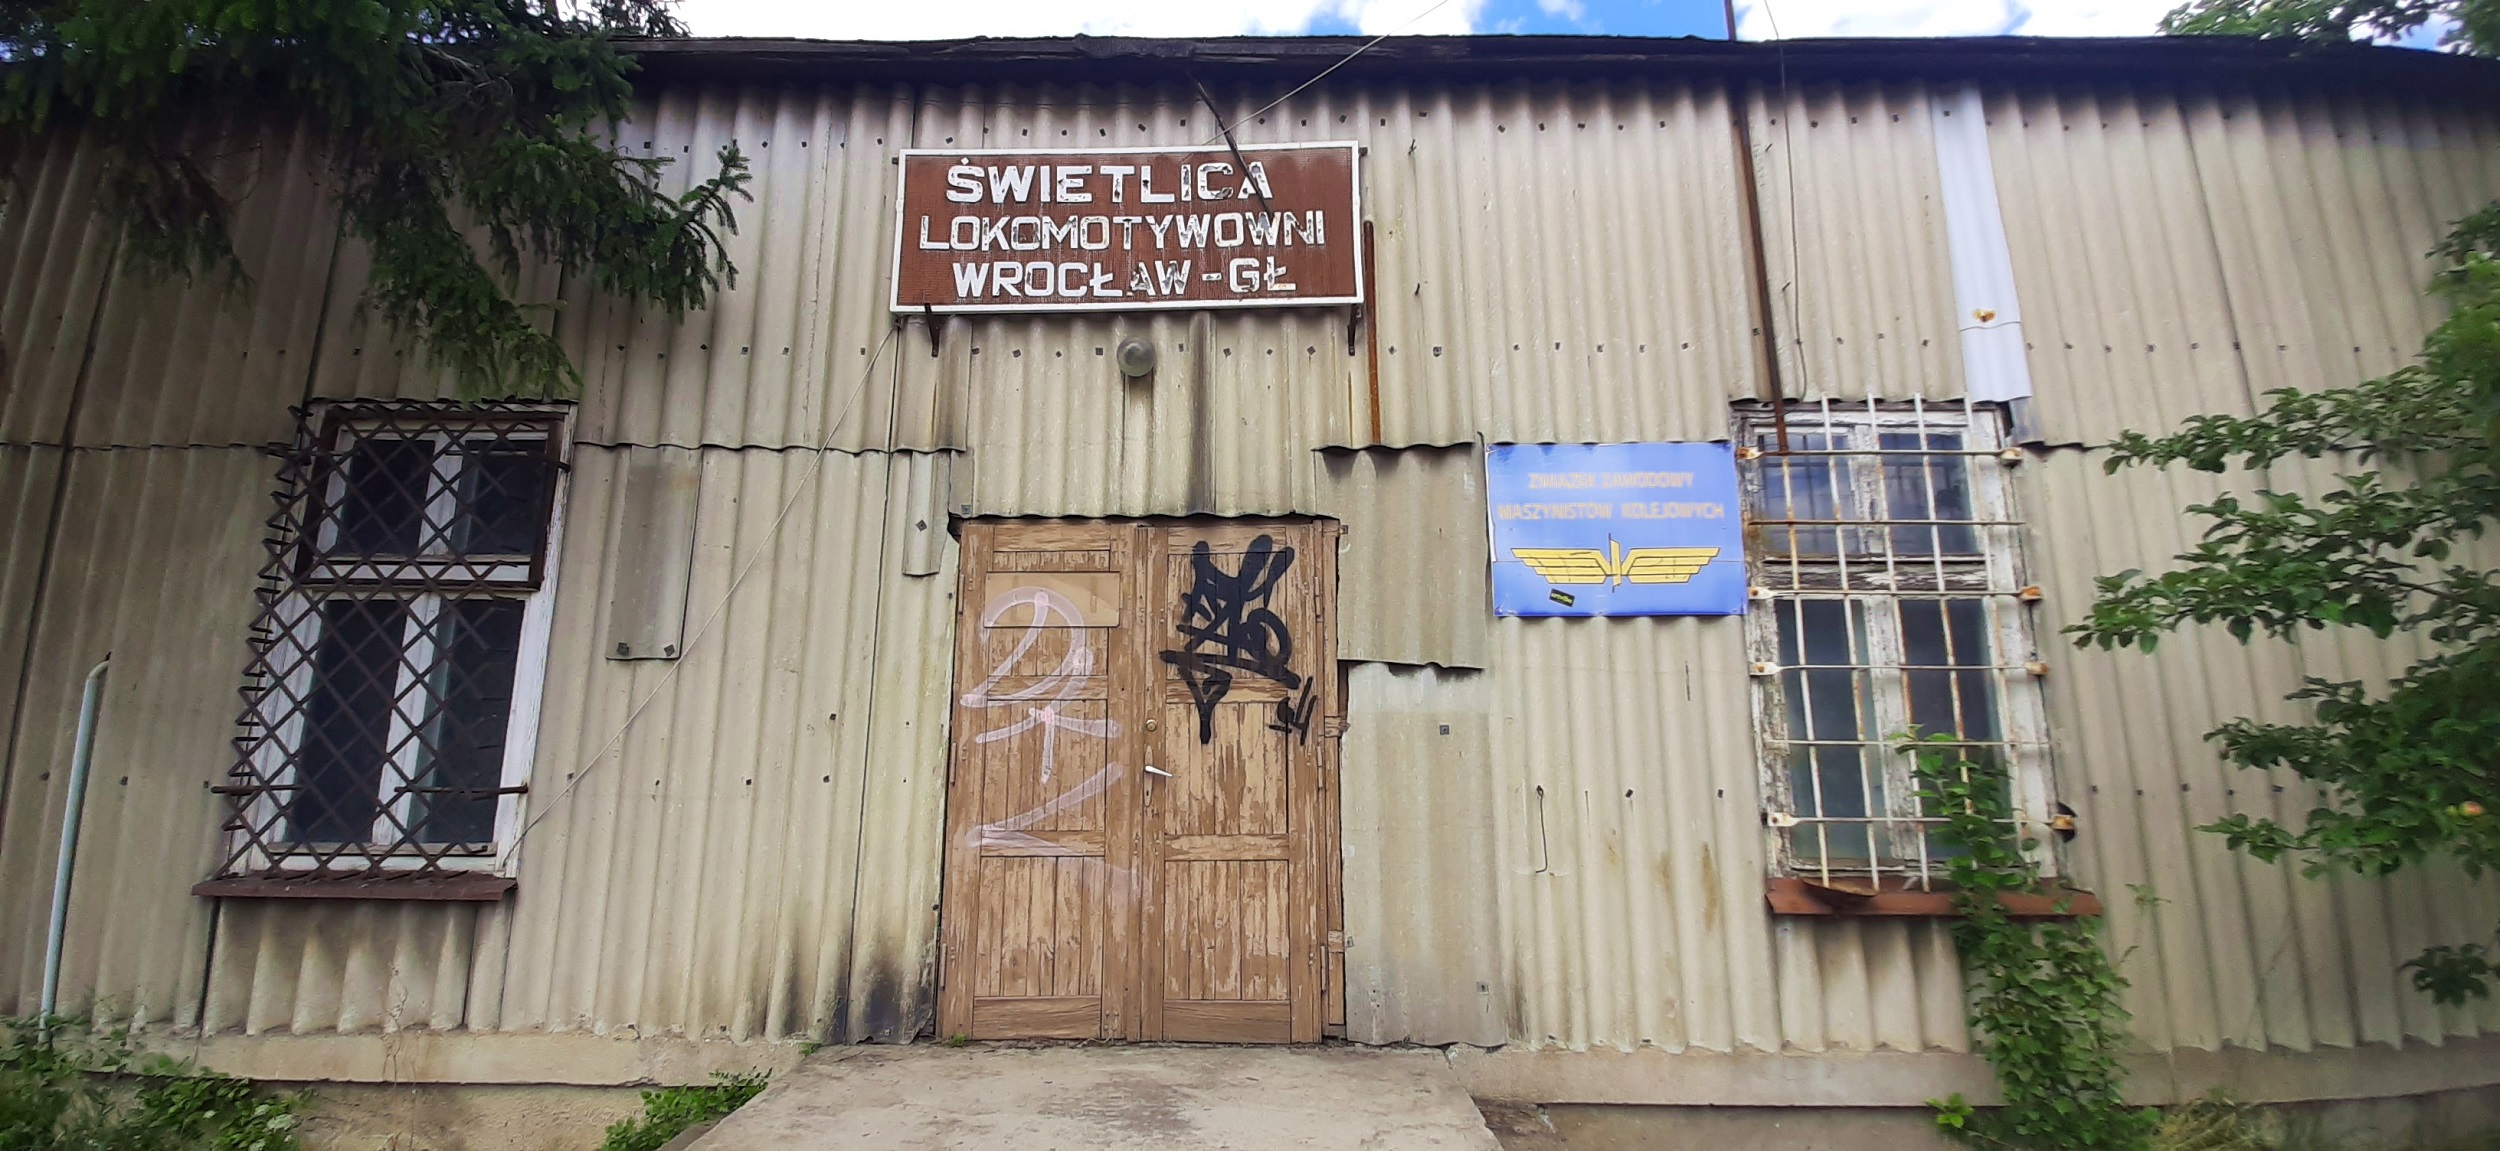 ŚWIETLICA
LOKOMOTYWOWNI
WROCŁAW-GŁ
ZWIĄZEK ZAWODOWY
MASZYNISTÓW KOLEJOWYCH